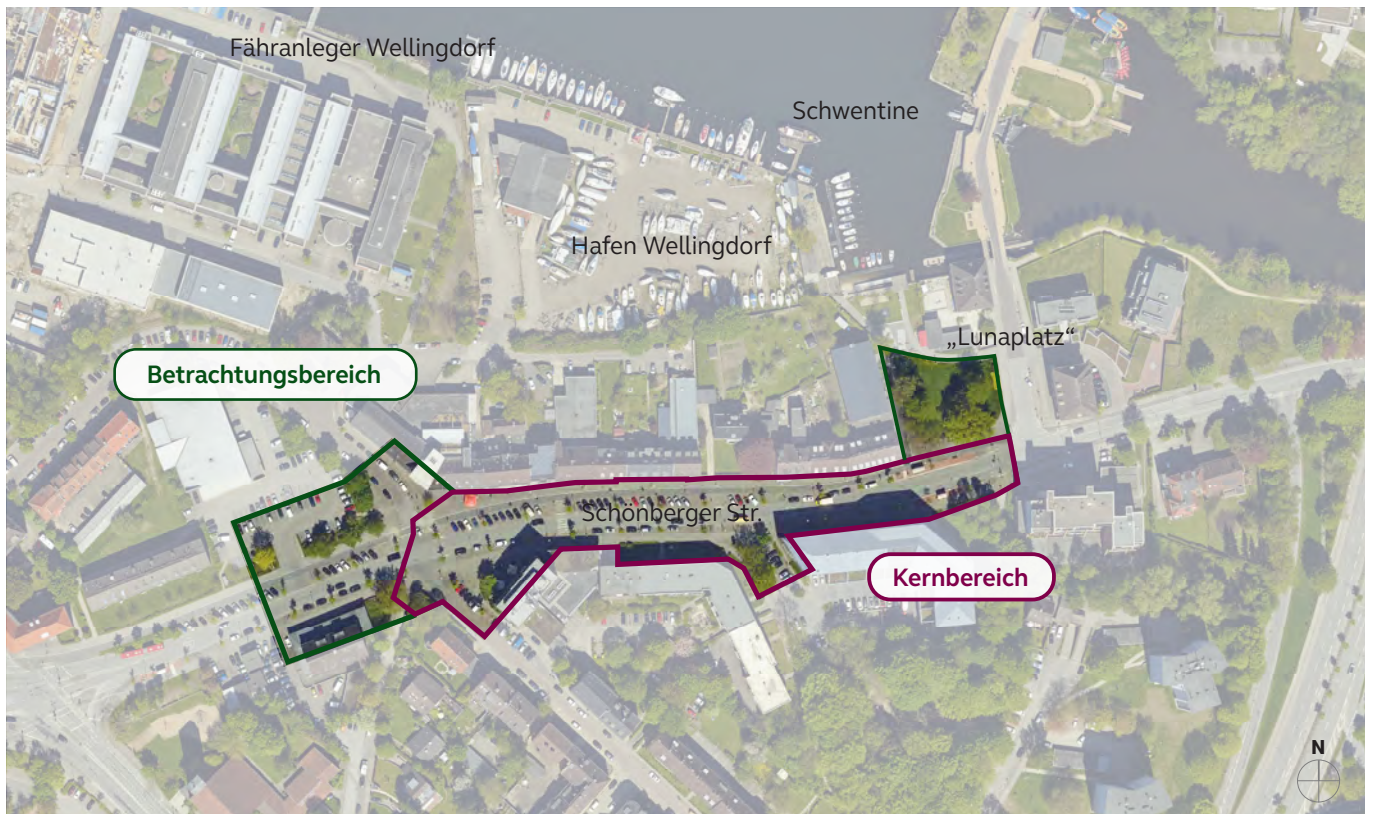 Fähranleger Wellingdorf
Schwentine
Hafen Wellingdorf
„Lunaplatz“
Betrachtungsbereich
Schönberger Str.
Kernbereich
N